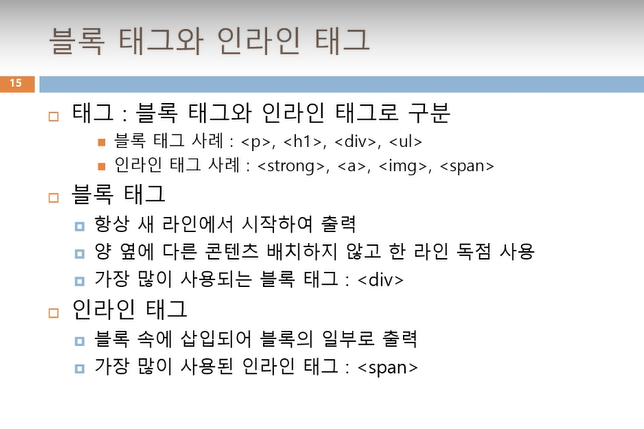 블록 태그와 인라인 태그
15
태그 : 블록 태그와 인라인 태그로 구분
블록 태그 사례 : <p>, <h1>, <div>, <ul>
인라인 태그 사례 : <strong>, <a>, <img>, <span>
블록 태그
항상 새 라인에서 시작하여 출력
양 옆에 다른 콘텐츠 배치하지 않고 한 라인 독점 사용
가장 많이 사용되는 블록 태그 : <div>
인라인 태그
블록 속에 삽입되어 블록의 일부로 출력
가장 많이 사용된 인라인 태그 : <span>